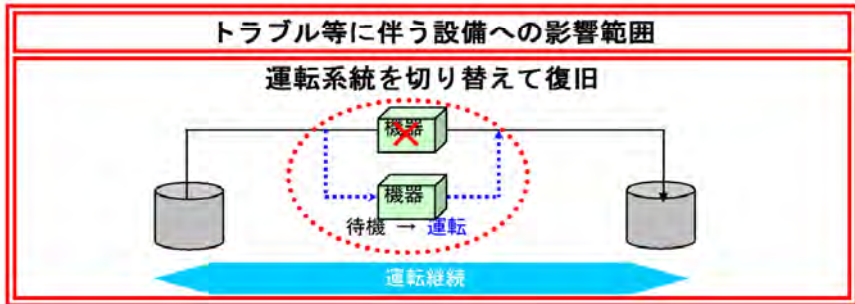 トラブル等に伴う設備への影響範囲
運転系統を切り替えて復旧
機器
機器
待機 → 運転
運転継続